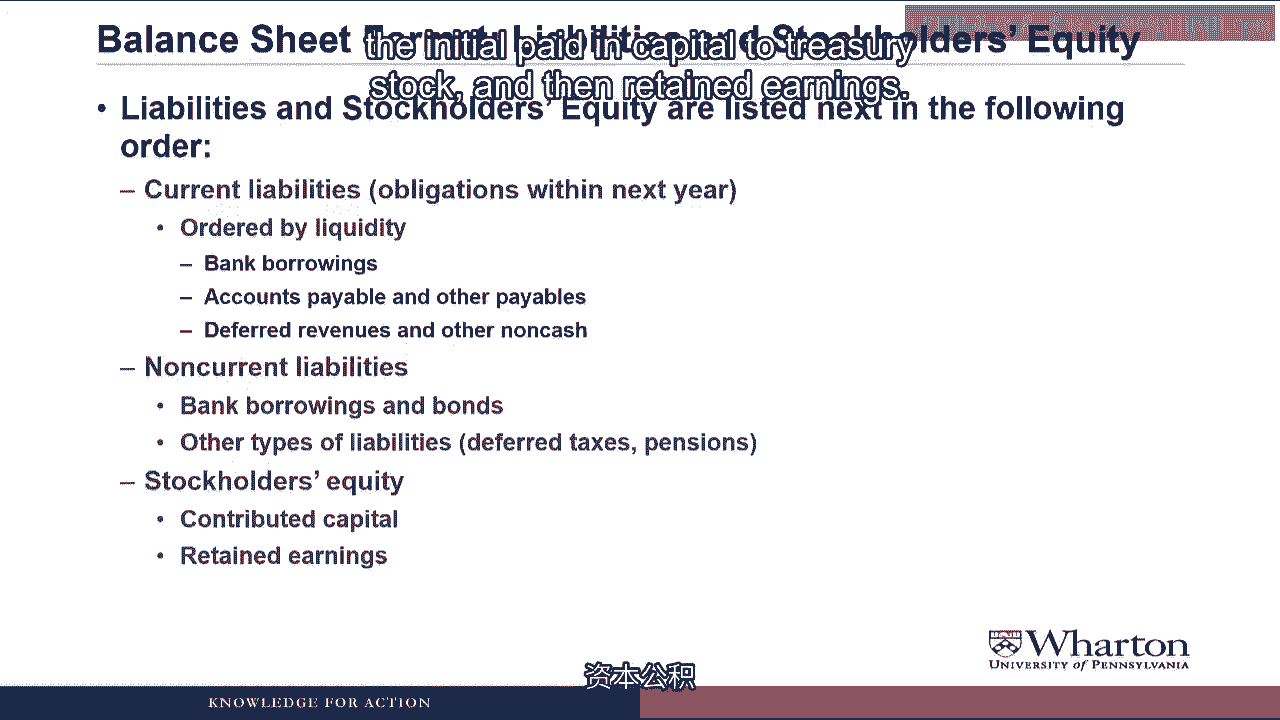 Balance Sheet Format: Liabilities and Stockholders' Equity
the initial paid in capital to treasury
stock, and then retained earnings.
• Liabilities and Stockholders' Equity are listed next in the following
order:
– Current liabilities (obligations within next year)
• Ordered by liquidity
– Bank borrowings
– Accounts payable and other payables
– Deferred revenues and other noncash
– Noncurrent liabilities
• Bank borrowings and bonds
• Other types of liabilities (deferred taxes, pensions)
– Stockholders' equity
• Contributed capital
• Retained earnings
Wharton
UNIVERSITY of PENNSYLVANIA
资本公积
KNOWLEDGE FOR ACTION